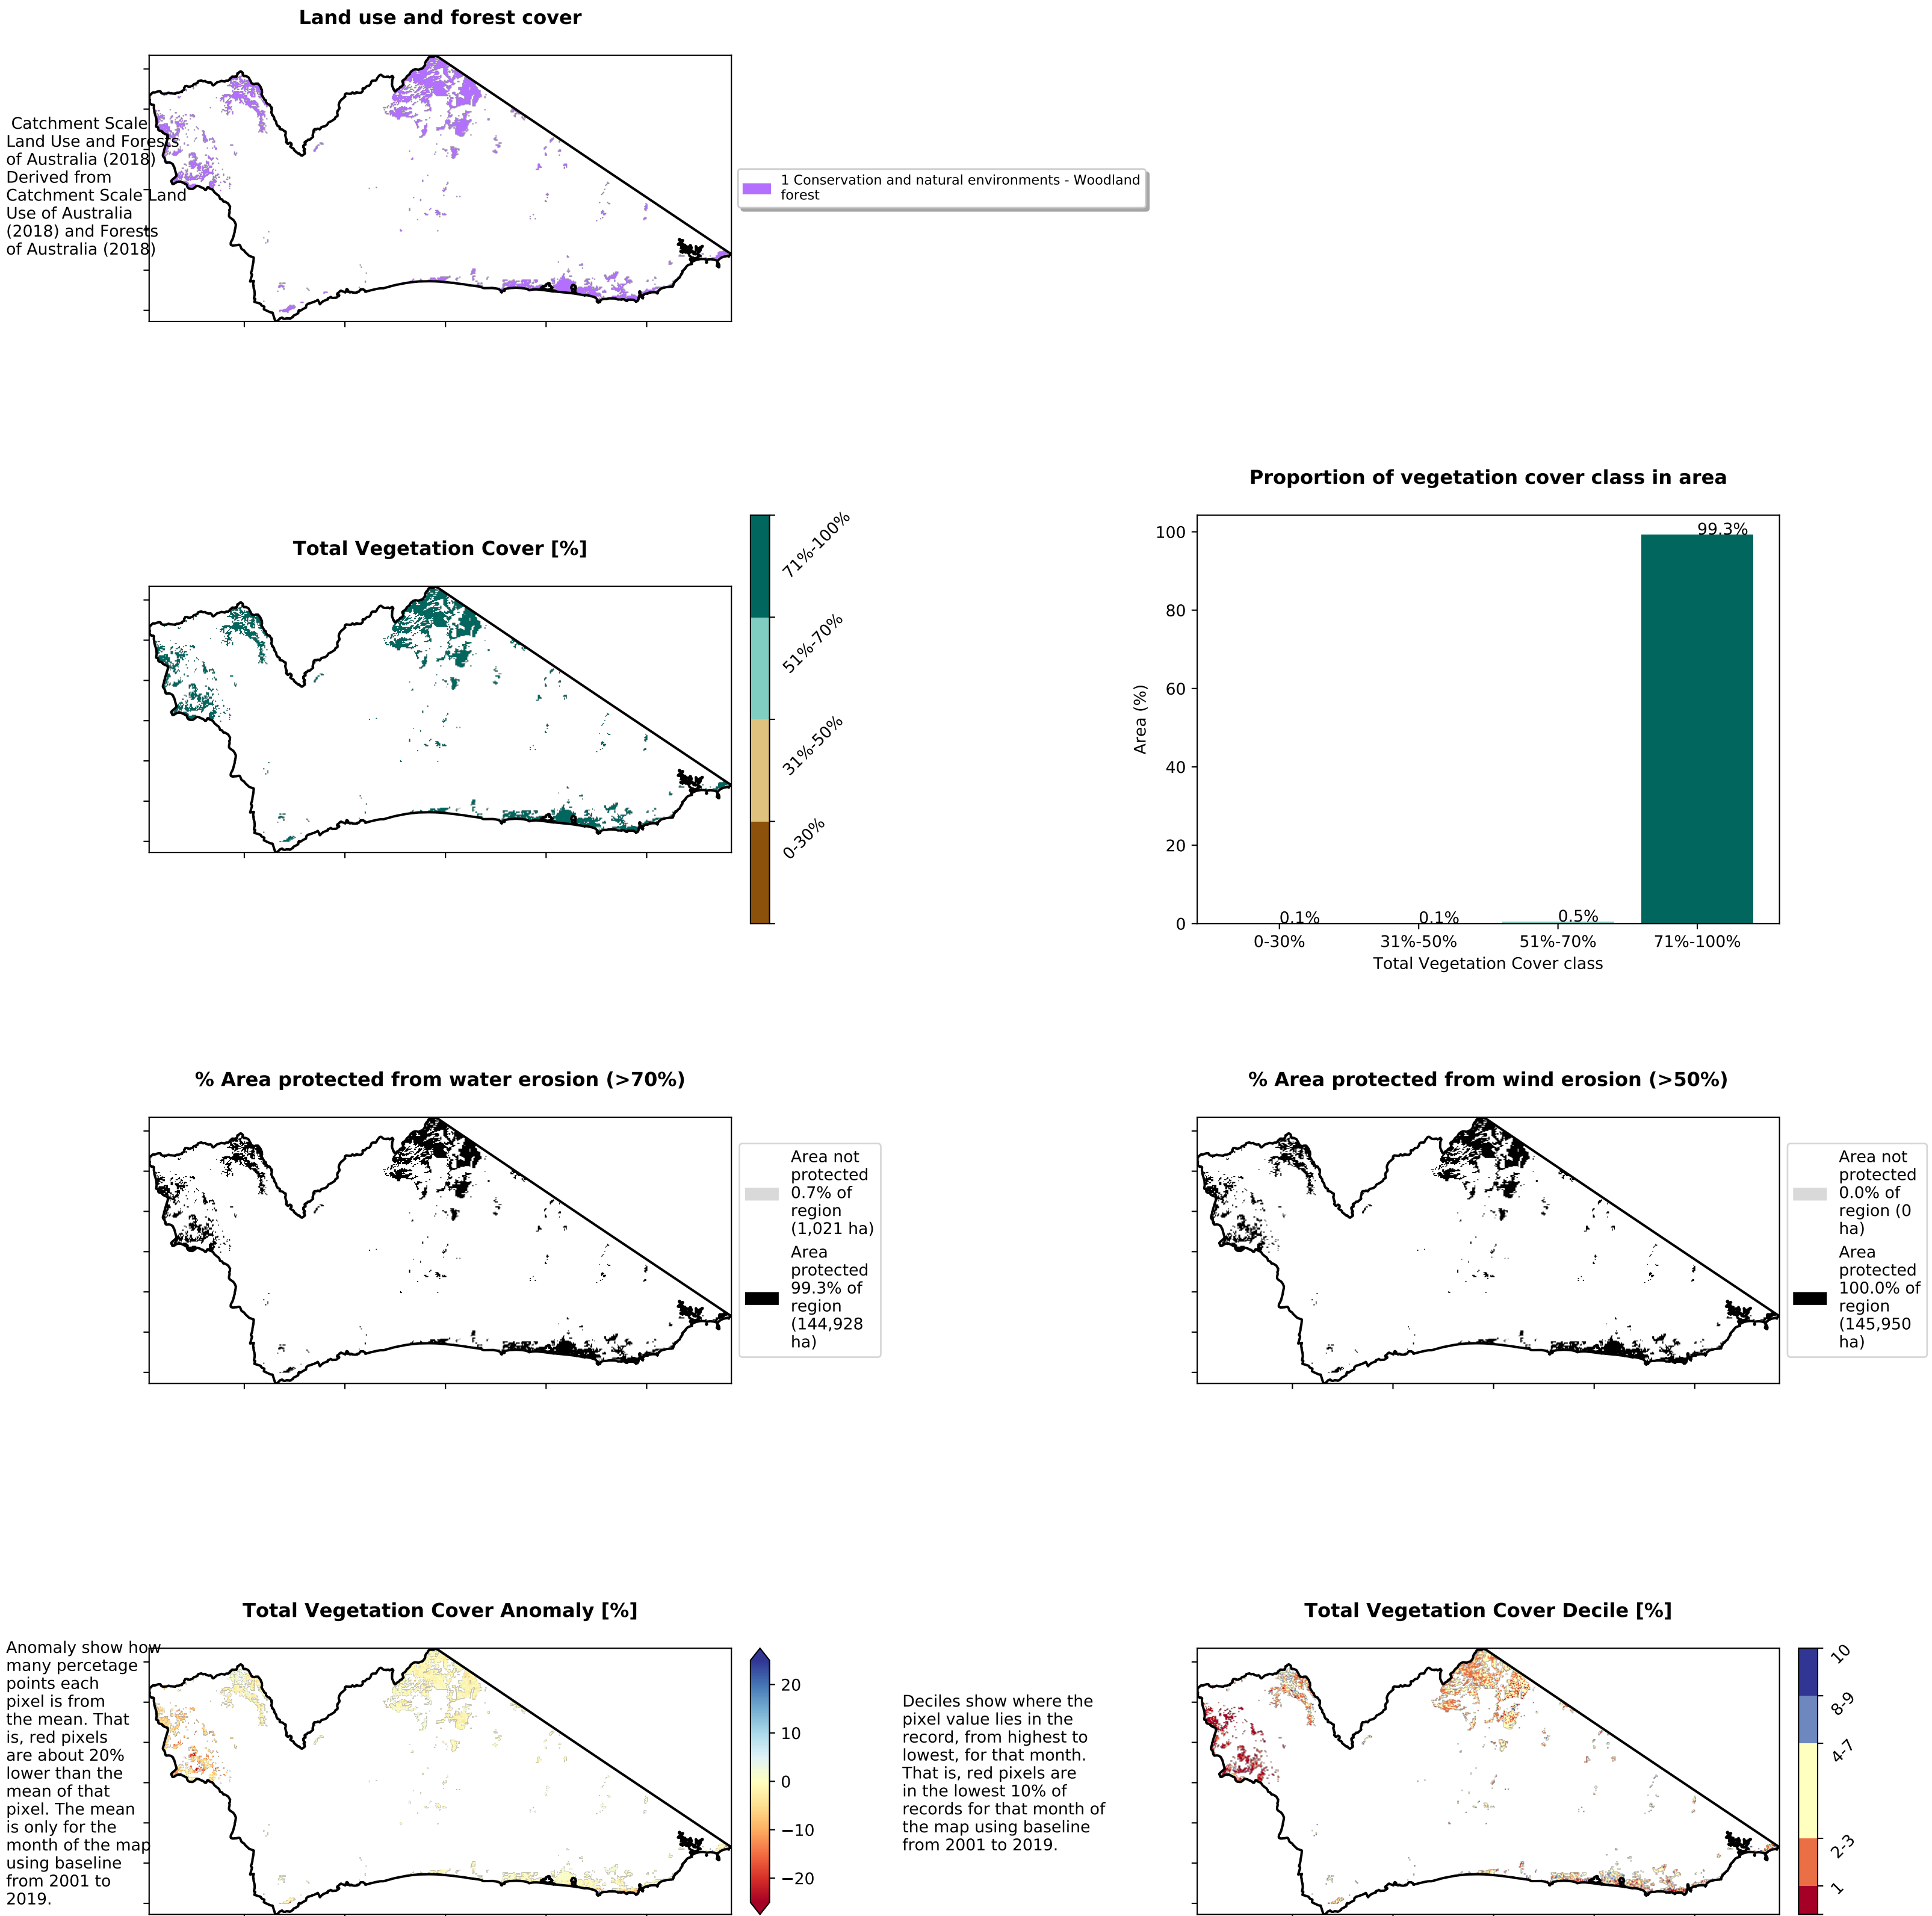 Land use and forest cover
Catchment Scale
Land Use and Forests
of Australia (2018)
Derived from
Catchment Scale Land
Use of Australia
(2018) and Forests
of Australia (2018)
1 Conservation and natural environments - Woodland
forest
Total Vegetation Cover [%]
71%-100%
51%-70%
31%-50%
0-30%
Proportion of vegetation cover class in area
Area (%)
100
80
60
40
20
0
0.1%
0.1%
0.5%
99.3%
0-30%
31%-50%
51%-70%
71%-100%
Total Vegetation Cover class
% Area protected from water erosion (>70%)
Area not
protected
0.7% of
region
(1,021 ha)
Area
protected
99.3% of
region
(144,928
ha)
% Area protected from wind erosion (>50%)
Area not
protected
0.0% of
region (0
ha)
Area
protected
100.0% of
region
(145,950
ha)
Total Vegetation Cover Anomaly [%]
Anomaly show how
many percetage
points each
pixel is from
the mean. That
is, red pixels
are about 20%
lower than the
mean of that
pixel. The mean
is only for the
month of the map
using baseline
from 2001 to
2019.
20
10
0
−10
−20
Total Vegetation Cover Decile [%]
Deciles show where the
pixel value lies in the
record, from highest to
lowest, for that month.
That is, red pixels are
in the lowest 10% of
records for that month of
the map using baseline
from 2001 to 2019.
10
8-9
4-7
2-3
1